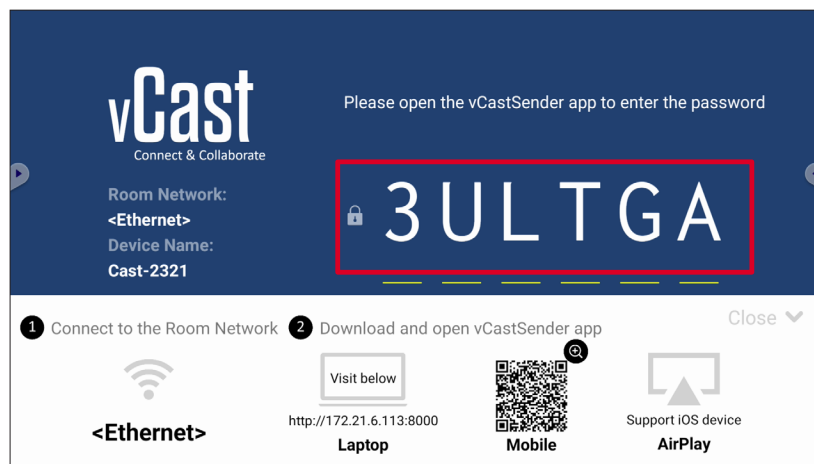 vCast
Connect & Collaborate
Please open the vCastSender app to enter the password
Room Network:
<Ethernet>
Device Name:
Cast-2321
3ULTGA
Close
1 Connect to the Room Network
2 Download and open vCastSender app
<Ethernet>
Visit below
http://172.21.6.113:8000
Laptop
Mobile
Support iOS device
AirPlay